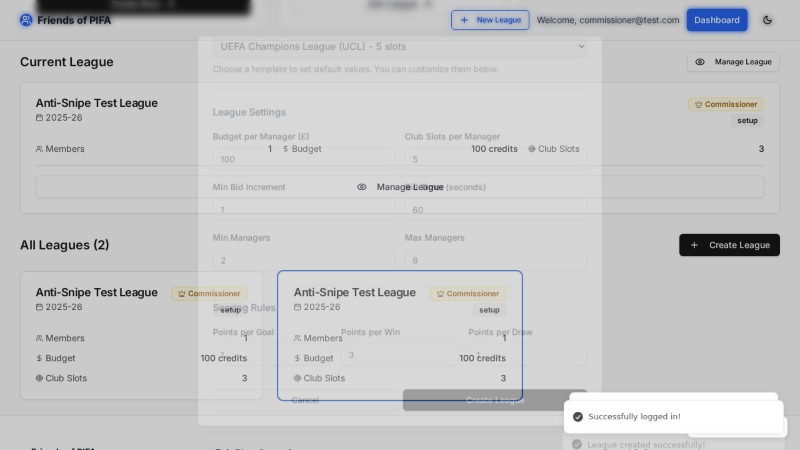 Friends of PIFA
New League
Welcome, commissioner@test.com
Dashboard
UEFA Champions League (UCL) - 5 slots
Choose a template to set default values. You can customize them below.
Current League
Manage League
Anti-Snipe Test League
2025-26
Commissioner
setup
League Settings
Budget per Manager (£)
Club Slots per Manager
Members
1
Budget
100 credits
Club Slots
3
100
5
Manage League
Min Bid Increment
(seconds)
1
60
Min Managers
Max Managers
2
8
All Leagues (2)
Create League
Anti-Snipe Test League
2025-26
Commissioner
setup
Members
1
Budget
100 credits
Club Slots
3
Anti-Snipe Test League
2025-26
Commissioner
setup
Members
1
Budget
100 credits
Club Slots
3
Scoring Rules
Points per Goal
Points per Win
Points per Draw
3
Cancel
Create League
Successfully logged in!
League created successfully!
Friends of PIFA